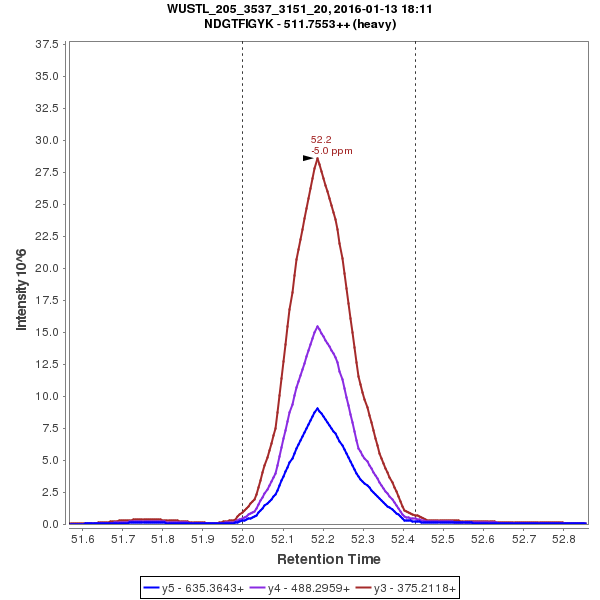 WUSTL_205_3537_3151_20, 2016-01-13 18:11
NDGTFIGYK - 511.7553++ (heavy)
37.5
35.0
32.5
30.0
27.5
25.0
22.5
20.0
17.5
15.0
12.5
10.0
7.5
5.0
2.5
0.0
Intensity 10^6
52.2
-5.0 ppm
51.6 51.7 51.8 51.9 52.0 52.1 52.2 52.3 52.4 52.5 52.6 52.7 52.8
Retention Time
y5 - 635.3643+ y4 - 488.2959+ y3 - 375.2118+